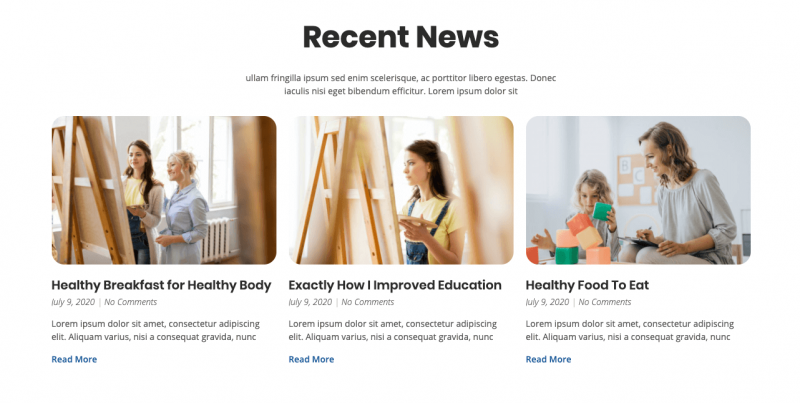 Recent News
ullam fringilla ipsum sed enim scelerisque, ac porttitor libero egestas. Donec
iaculis nisi eget bibendum efficitur. Lorem ipsum dolor sit
Healthy Breakfast for Healthy Body
July 9, 2020 | No Comments
Lorem ipsum dolor sit amet, consectetur adipiscing
elit. Aliquam varius, nisi a consequat gravida, nunc
Read More
Exactly How I Improved Education
July 9, 2020 | No Comments
Lorem ipsum dolor sit amet, consectetur adipiscing
elit. Aliquam varius, nisi a consequat gravida, nunc
Read More
Healthy Food To Eat
July 9, 2020 | No Comments
Lorem ipsum dolor sit amet, consectetur adipiscing
elit. Aliquam varius, nisi a consequat gravida, nunc
Read More